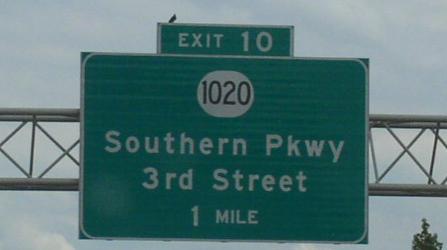 EXIT 10
1020
Southern Pkwy
3rd Street
1 MILE